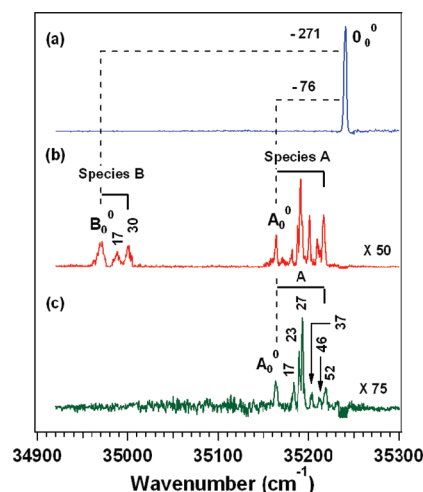 (a)
- 271
0₀⁰
- 76
(b)
Species B
Species A
B₀⁰
17
30
A₀⁰
X 50
(c)
A
A₀⁰
17
23
27
37
46
52
X 75
34900
35000
35100
35200
35300
Wavenumber (cm⁻¹)